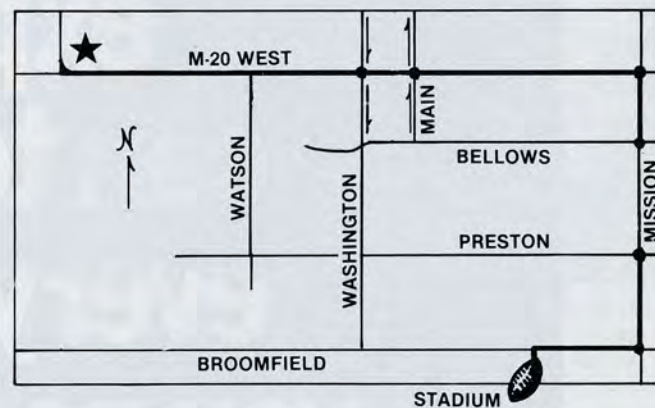 M-20 WEST
MAIN
N
BELLOWS
WATSON
MISSION
WASHINGTON
PRESTON
BROOMFIELD
STADIUM